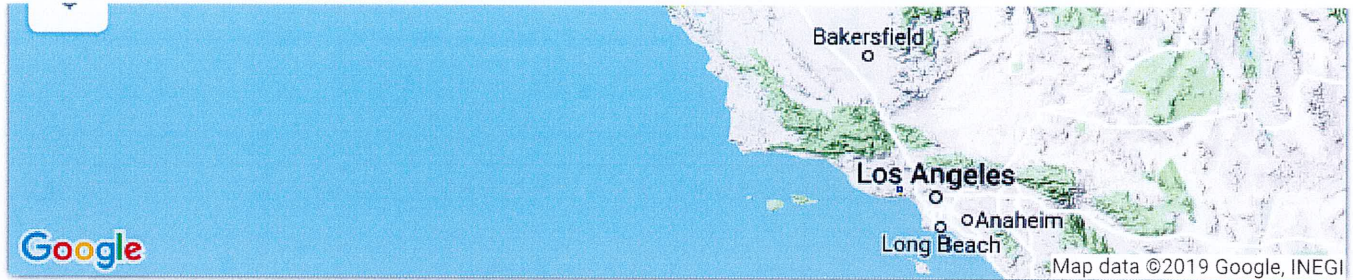 Bakersfield
Los Angeles
Anaheim
Long Beach
Google
Map data ©2019 Google, INEGI